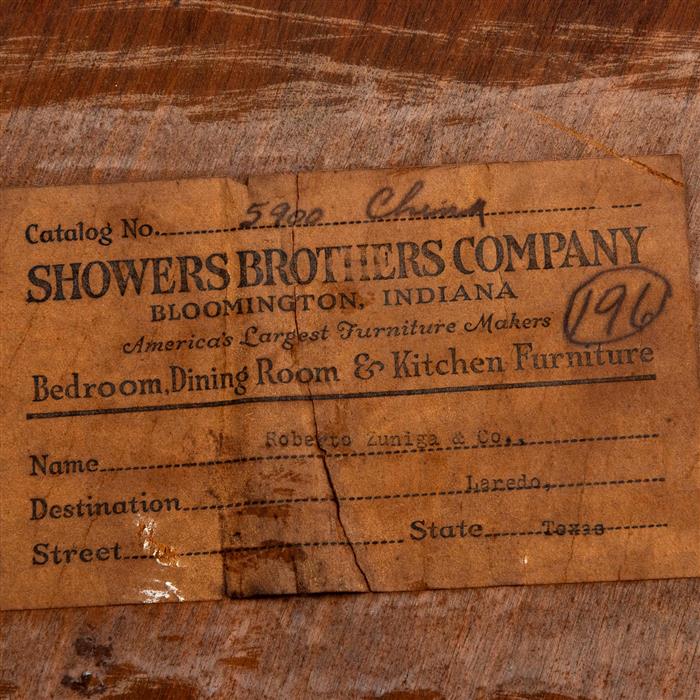 Catalog No. 5900 China
SHOWERS BROTHERS COMPANY
BLOOMINGTON, INDIANA
America's Largest Furniture Makers
196
Bedroom, Dining Room & Kitchen Furniture
Name Roberto Zuniga & Co.,
Destination Laredo,
Street State Texas